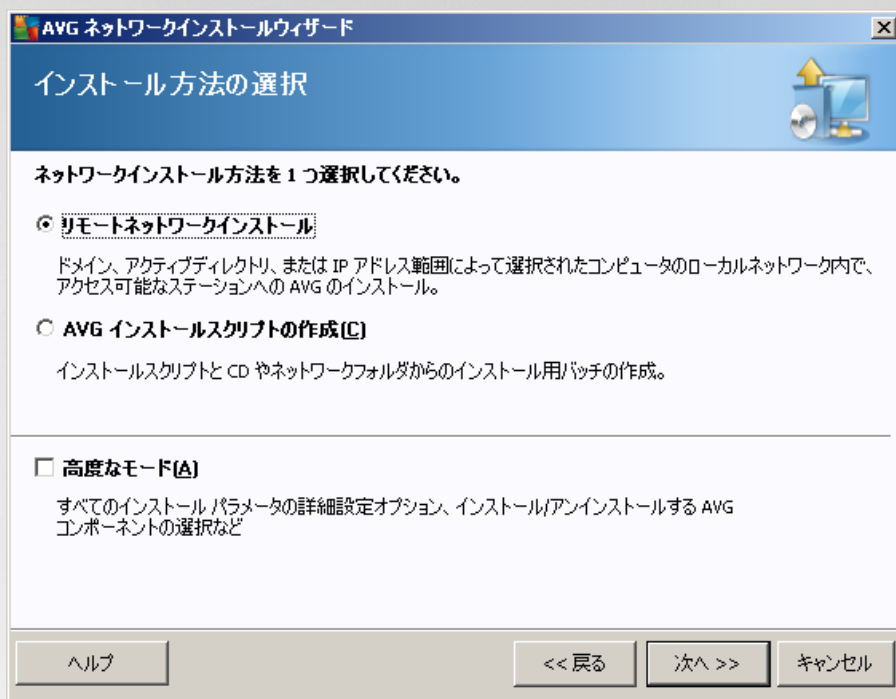 AVG ネットワークインストールウィザード
インストール方法の選択
ネットワークインストール方法を 1 つ選択してください。
リモートネットワークインストール
ドメイン、アクティブディレクトリ、または IP アドレス範囲によって選択されたコンピュータのローカルネットワーク内で、
アクセス可能なステーションへの AVG のインストール。
AVG インストールスクリプトの作成(C)
インストールスクリプトと CD やネットワークフォルダからのインストール用バッチの作成。
高度なモード(A)
すべてのインストール パラメータの詳細設定オプション、インストール/アンインストールする AVG
コンポーネントの選択など
ヘルプ
<< 戻る
次へ >>
キャンセル